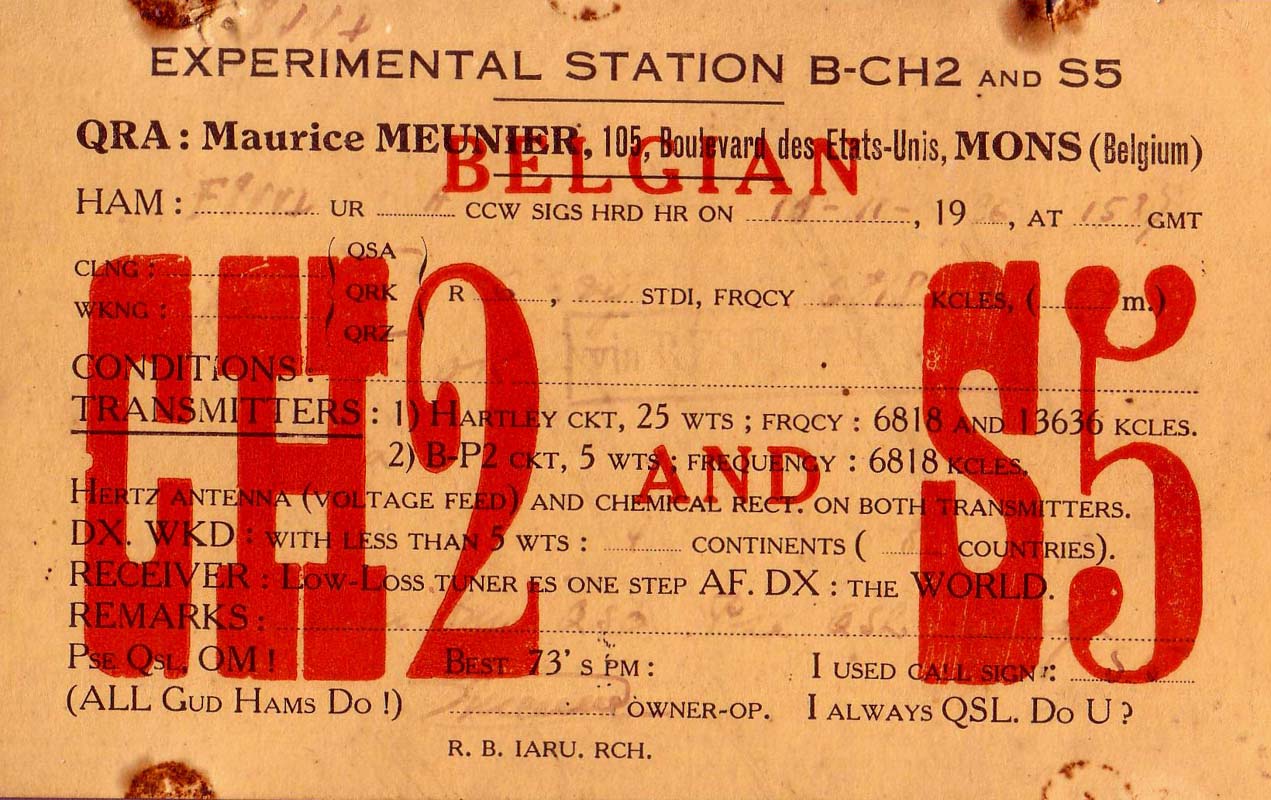 EXPERIMENTAL STATION B-CH2 AND S5
QRA : Maurice MEUNIER, 105, Boulevard des Etats-Unis, MONS (Belgium)
BELGIAN
HAM : UR CCW SIGS HRD HR ON , 19 , AT GMT
CLNG : QSA
QRK R , STDI, FRQCY KCLES, ( m.)
WKNG :
QRZ
CH2 AND S5
CONDITIONS :
TRANSMITTERS : 1) HARTLEY CKT, 25 WTS ; FRQCY : 6818 AND 13636 KCLES.
2) B-P2 CKT, 5 WTS ; FREQUENCY : 6818 KCLES.
HERTZ ANTENNA (VOLTAGE FEED) AND CHEMICAL RECT. ON BOTH TRANSMITTERS.
DX. WKD : WITH LESS THAN 5 WTS : CONTINENTS ( COUNTRIES).
RECEIVER : LOW-LOSS TUNER ES ONE STEP AF. DX : THE WORLD.
REMARKS :
PSE QSL, OM ! BEST 73' S PM : I USED CALL SIGN :
(ALL GUD HAMS DO !) OWNER-OP. I ALWAYS QSL. DO U ?
R. B. IARU. RCH.